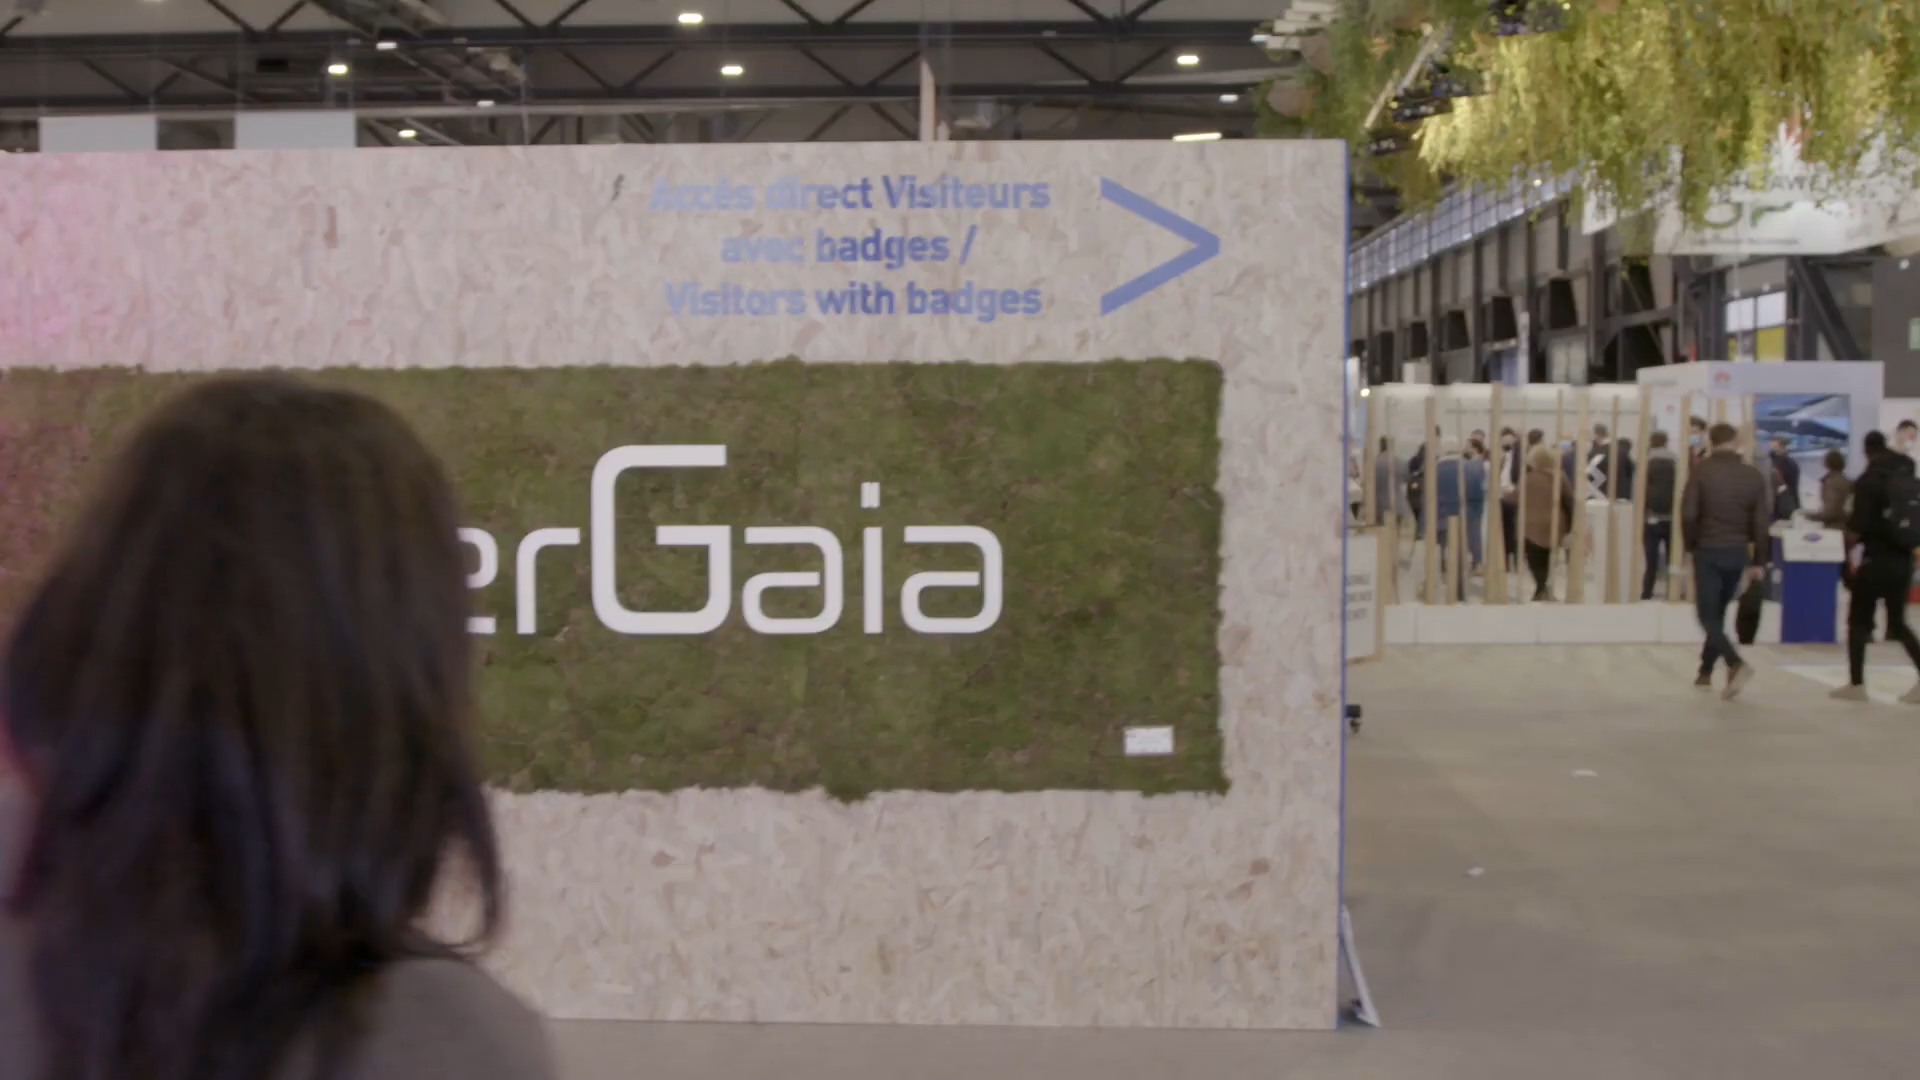 Accès direct Visiteurs
avec badges /
Visitors with badges
erGaia